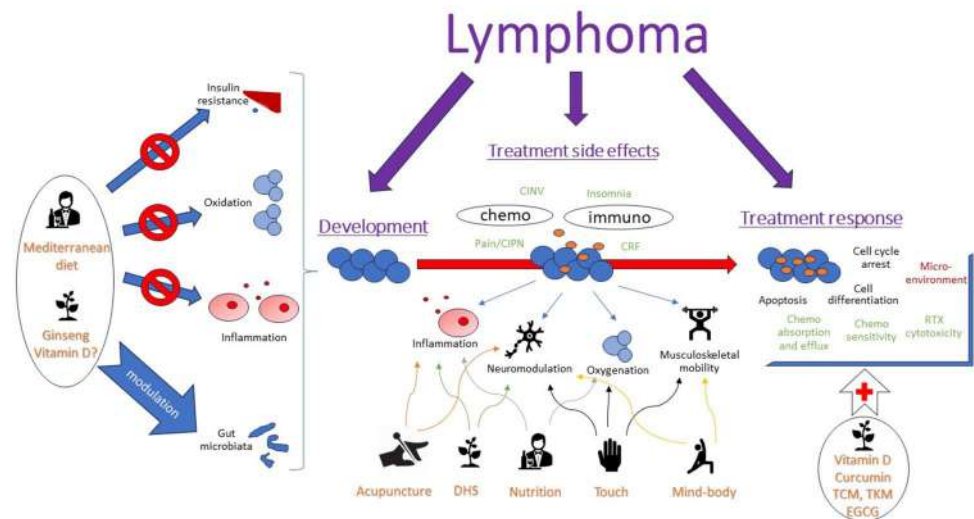 Lymphoma
Insulin
resistance
Oxidation
Inflammation
Gut
microbiata
Mediterranean
diet
Ginseng
Vitamin D?
modulation
Development
Treatment side effects
CINV
Insomnia
chemo
immuno
Pain/CIPN
CRF
Inflammation
Neuromodulation
Oxygenation
Musculoskeletal
mobility
Acupuncture
DHS
Nutrition
Touch
Mind-body
Treatment response
Cell cycle
arrest
Micro-
environment
Apoptosis
Cell
differentiation
Chemo
absorption
and efflux
Chemo
sensitivity
RTX
cytotoxicity
Vitamin D
Curcumin
TCM, TKM
EGCG